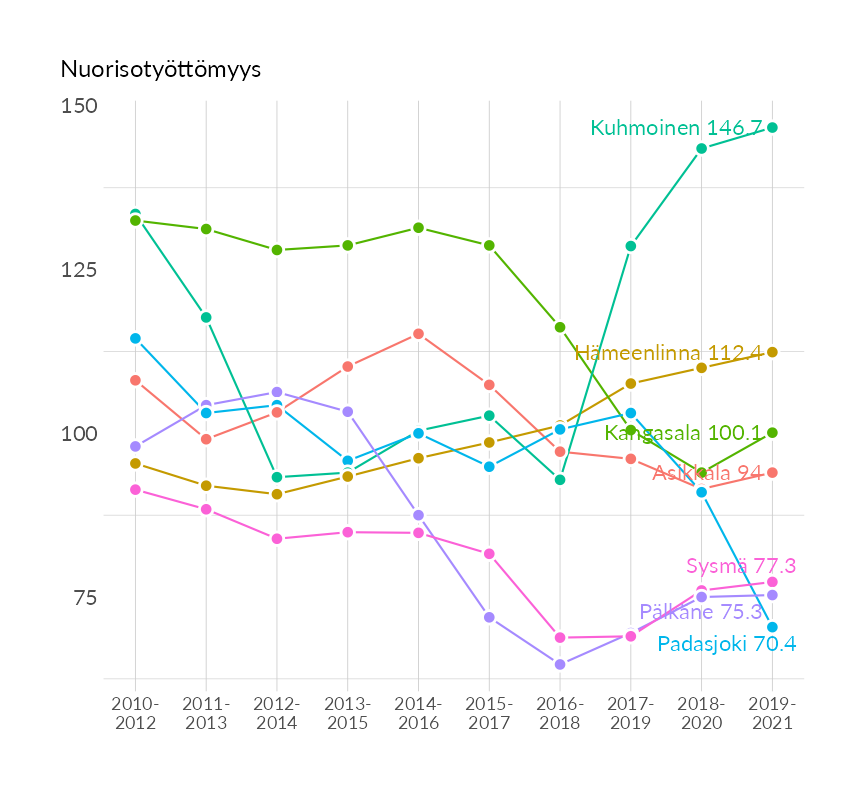 Nuorisotyöttömyys
150
Kuhmoinen 146.7
125
Hämeenlinna 112.4
100
Kangasala 100.1
Asikkala 94
Sysmä 77.3
75
Pälkäne 75.3
Padasjoki 70.4
2010- 2011- 2012- 2013- 2014- 2015- 2016- 2017- 2018- 2019-
2012 2013 2014 2015 2016 2017 2018 2019 2020 2021